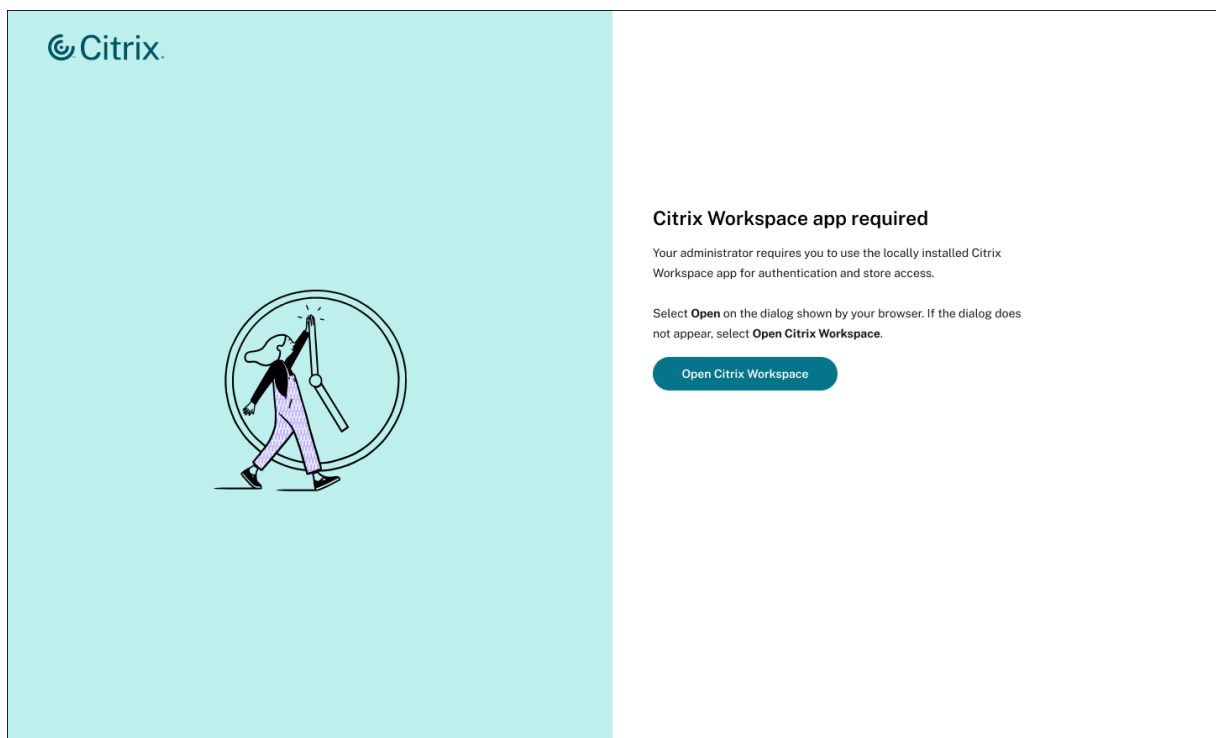 Citrix
Citrix Workspace app required
Your administrator requires you to use the locally installed Citrix
Workspace app for authentication and store access.
Select Open on the dialog shown by your browser. If the dialog does
not appear, select Open Citrix Workspace.
Open Citrix Workspace